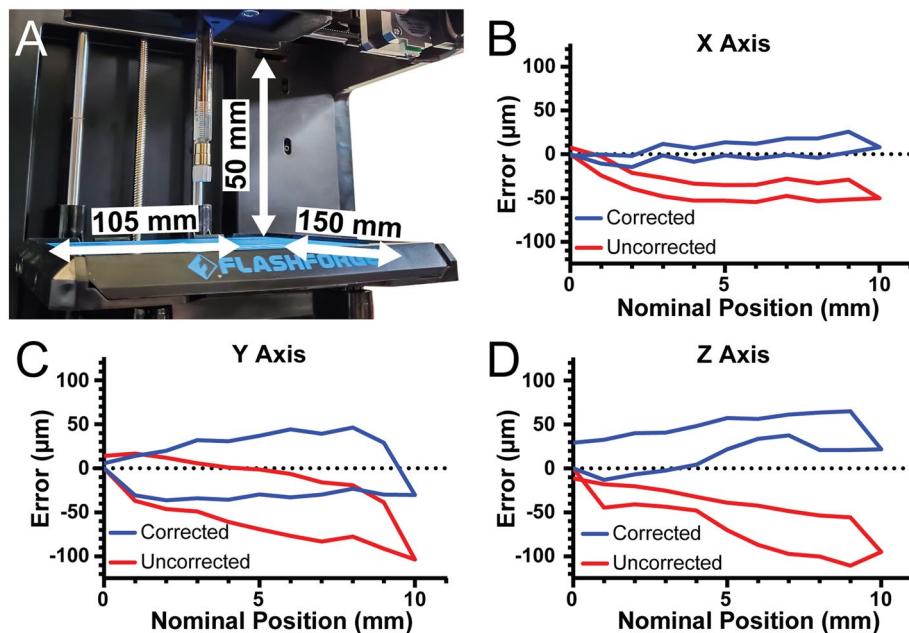 A
50 mm
105 mm
150 mm
FLASHFORGE
B
X Axis
Error (µm)
100
50
0
-50
-100
Corrected
Uncorrected
0
5
10
Nominal Position (mm)
C
Y Axis
Error (µm)
100
50
0
-50
-100
Corrected
Uncorrected
0
5
10
Nominal Position (mm)
D
Z Axis
Error (µm)
100
50
0
-50
-100
Corrected
Uncorrected
0
5
10
Nominal Position (mm)